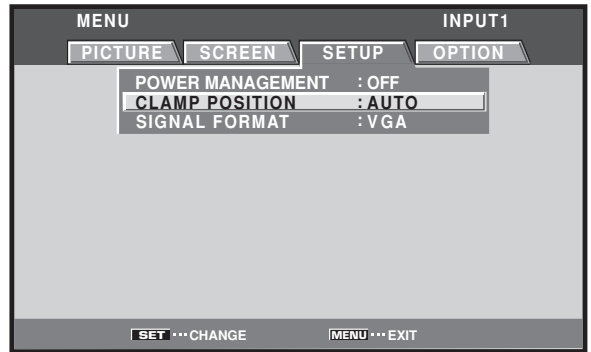 MENU INPUT1
PICTURE SCREEN SETUP OPTION
POWER MANAGEMENT : OFF
CLAMP POSITION : AUTO
SIGNAL FORMAT : VGA
SET ··· CHANGE MENU ··· EXIT